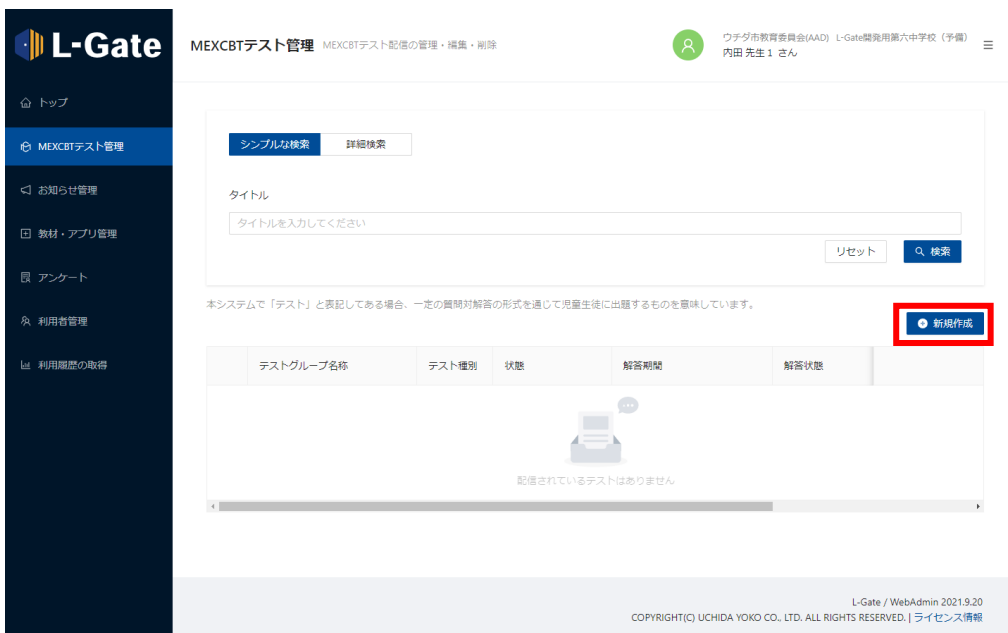 L-Gate
MEXCBTテスト管理 MEXCBTテスト配信の管理・編集・削除
ウチダ市教育委員会(AAD) L-Gate開発用第六中学校(予備)
内田 先生１ さん
トップ
MEXCBTテスト管理
お知らせ管理
教材・アプリ管理
アンケート
利用者管理
利用履歴の取得
シンプルな検索 詳細検索
タイトル
タイトルを入力してください
リセット 検索
本システムで「テスト」と表記してある場合、一定の質問対解答の形式を通じて児童生徒に出題するものを意味しています。
新規作成
テストグループ名称 テスト種別 状態 解答期間 解答状態
配信されているテストはありません
L-Gate / WebAdmin 2021.9.20
COPYRIGHT(C) UCHIDA YOKO CO., LTD. ALL RIGHTS RESERVED. | ライセンス情報